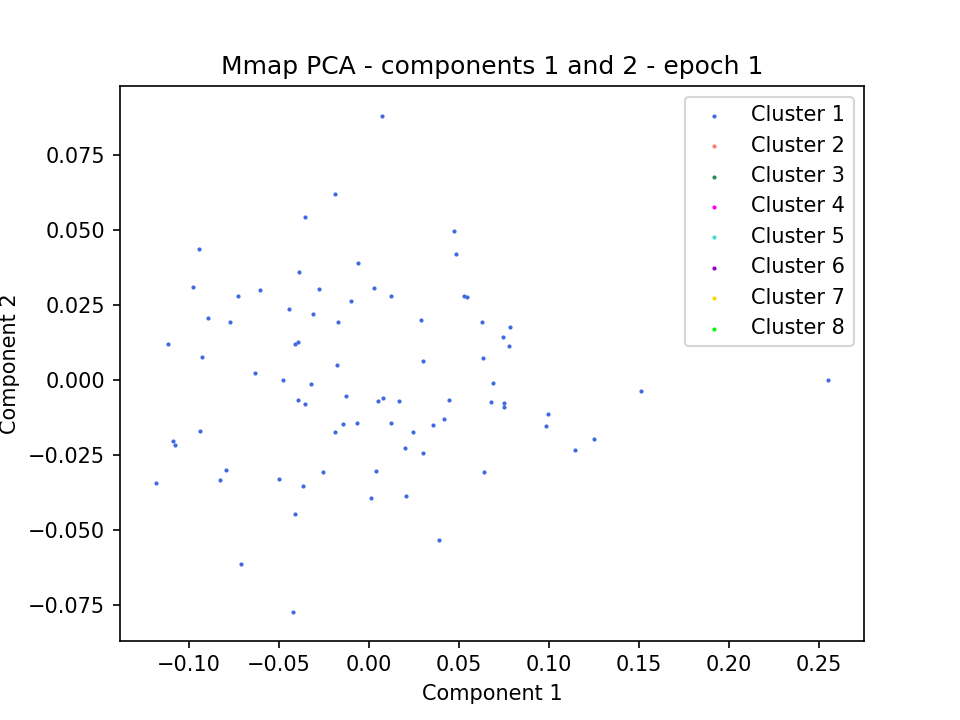 Mmap PCA - components 1 and 2 - epoch 1
Cluster 1
Cluster 2
Cluster 3
Cluster 4
Cluster 5
Cluster 6
Cluster 7
Cluster 8
0.075
0.050
0.025
0.000
−0.025
−0.050
−0.075
Component 2
−0.10 −0.05 0.00 0.05 0.10 0.15 0.20 0.25
Component 1